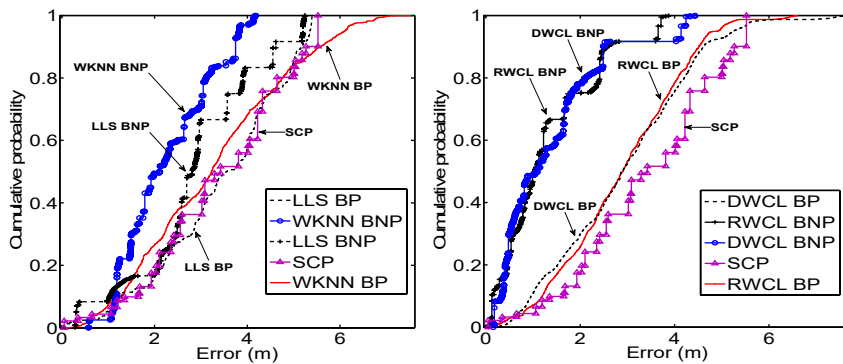 1
0.8
0.6
0.4
0.2
0
Cumulative probability
0
2
4
6
Error (m)
WKNN BNP
LLS BNP
WKNN BP
SCP
LLS BP
LLS BP
WKNN BNP
LLS BNP
SCP
WKNN BP
1
0.8
0.6
0.4
0.2
0
Cumulative probability
0
2
4
6
Error (m)
DWCL BNP
RWCL BNP
RWCL BP
SCP
DWCL BP
DWCL BP
RWCL BNP
DWCL BNP
SCP
RWCL BP